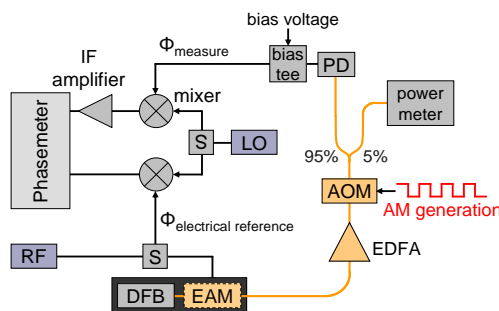 bias voltage
Φmeasure
bias
tee
PD
IF
amplifier
mixer
power
meter
Phasemeter
S
LO
95%
5%
AOM
AM generation
Φelectrical reference
EDFA
RF
S
DFB
EAM